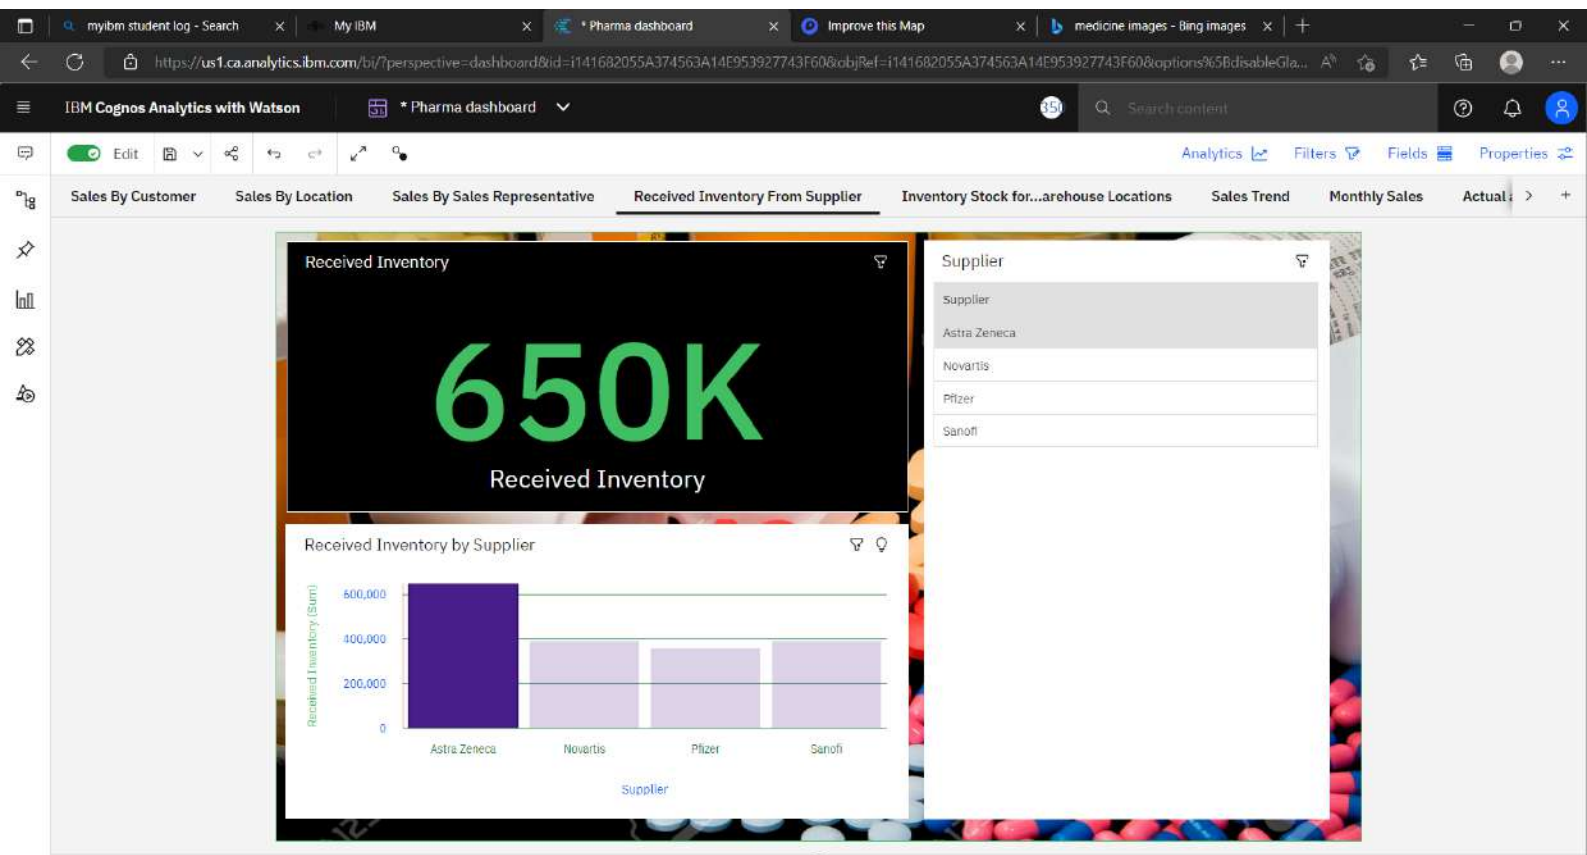 myibm student log - Search
My IBM
* Pharma dashboard
Improve this Map
medicine images - Bing images
https://us1.ca.analytics.ibm.com/bi/?perspective=dashboard&id=i141682055A374563A14E953927743F60&objRef=i141682055A374563A14E953927743F60&options%5BdisableGla...
IBM Cognos Analytics with Watson
* Pharma dashboard
350
Search content
Edit
Analytics
Filters
Fields
Properties
Sales By Customer
Sales By Location
Sales By Sales Representative
Received Inventory From Supplier
Inventory Stock for...arehouse Locations
Sales Trend
Monthly Sales
Actual
Received Inventory
650K
Received Inventory
Supplier
Supplier
Astra Zeneca
Novartis
Pfizer
Sanofi
Received Inventory by Supplier
Received Inventory (Sum)
600,000
400,000
200,000
0
Astra Zeneca
Novartis
Pfizer
Sanofi
Supplier